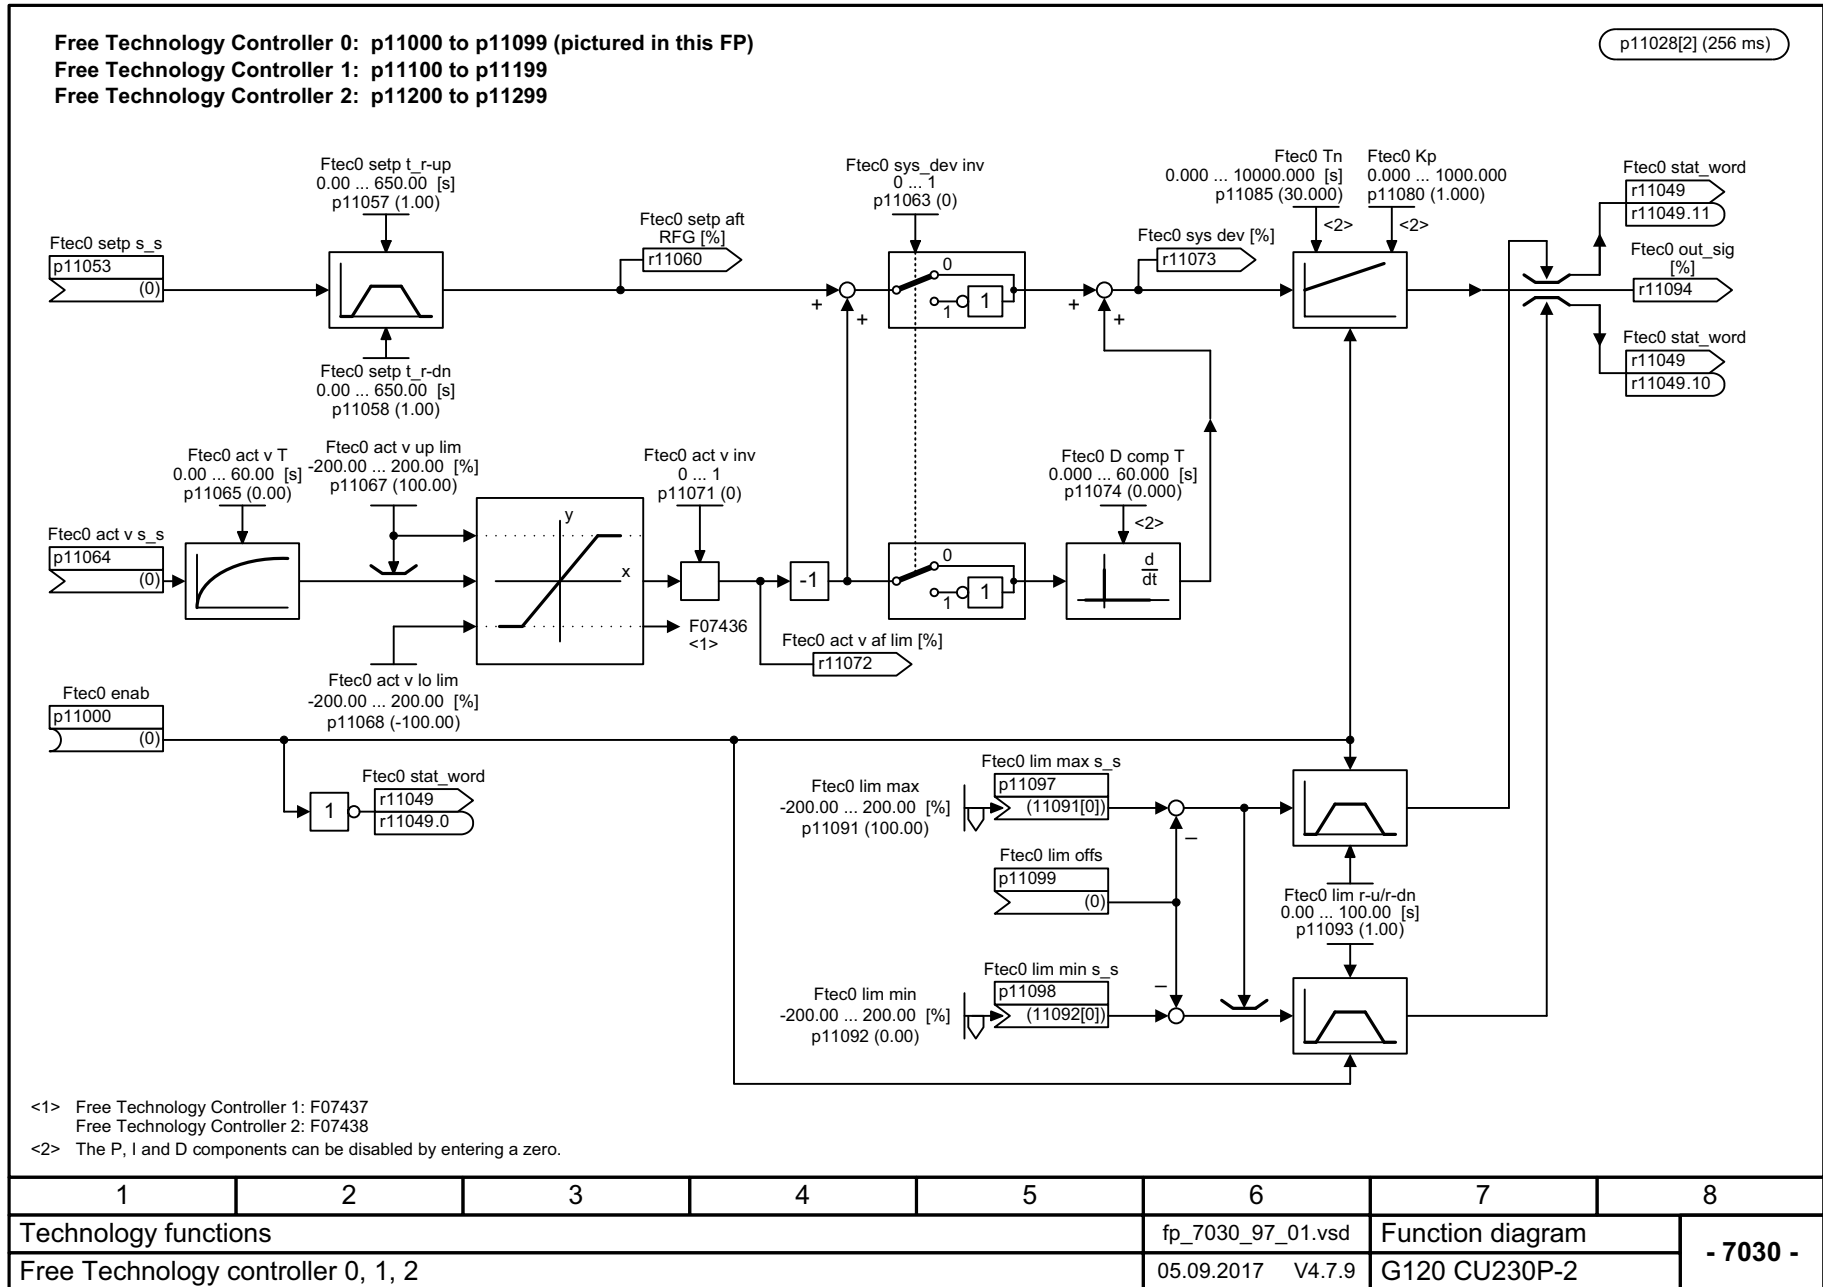 Free Technology Controller 0: p11000 to p11099 (pictured in this FP)
Free Technology Controller 1: p11100 to p11199
Free Technology Controller 2: p11200 to p11299
p11028[2] (256 ms)
Ftec0 setp t_r-up
0.00 ... 650.00 [s]
p11057 (1.00)
Ftec0 sys_dev inv
0 ... 1
p11063 (0)
Ftec0 Tn
0.000 ... 10000.000 [s]
p11085 (30.000)
<2>
Ftec0 Kp
0.000 ... 1000.000
p11080 (1.000)
<2>
Ftec0 stat_word
r11049
r11049.11
Ftec0 setp s_s
p11053
(0)
Ftec0 setp aft
RFG [%]
r11060
+
+
0
1
1
+
+
Ftec0 sys dev [%]
r11073
Ftec0 out_sig
[%]
r11094
Ftec0 stat_word
r11049
r11049.10
Ftec0 setp t_r-dn
0.00 ... 650.00 [s]
p11058 (1.00)
Ftec0 act v T
0.00 ... 60.00 [s]
p11065 (0.00)
Ftec0 act v up lim
-200.00 ... 200.00 [%]
p11067 (100.00)
Ftec0 act v inv
0 ... 1
p11071 (0)
Ftec0 D comp T
0.000 ... 60.000 [s]
p11074 (0.000)
<2>
Ftec0 act v s_s
p11064
(0)
y
x
-1
0
1
1
d
dt
F07436
<1>
Ftec0 act v af lim [%]
r11072
Ftec0 act v lo lim
-200.00 ... 200.00 [%]
p11068 (-100.00)
Ftec0 enab
p11000
(0)
1
Ftec0 stat_word
r11049
r11049.0
Ftec0 lim max
-200.00 ... 200.00 [%]
p11091 (100.00)
Ftec0 lim max s_s
p11097
(11091[0])
–
Ftec0 lim offs
p11099
(0)
Ftec0 lim r-u/r-dn
0.00 ... 100.00 [s]
p11093 (1.00)
Ftec0 lim min
-200.00 ... 200.00 [%]
p11092 (0.00)
Ftec0 lim min s_s
p11098
(11092[0])
–
<1> Free Technology Controller 1: F07437
Free Technology Controller 2: F07438
<2> The P, I and D components can be disabled by entering a zero.
1 2 3 4 5 6 7 8
Technology functions fp_7030_97_01.vsd Function diagram
- 7030 -
Free Technology controller 0, 1, 2 05.09.2017 V4.7.9 G120 CU230P-2